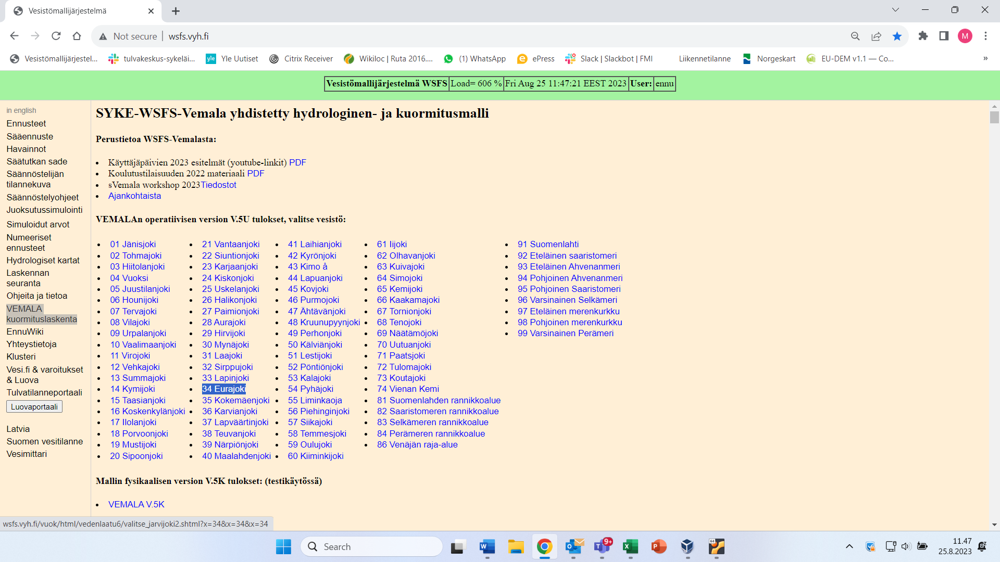 Vesistömallijärjestelmä
Not secure | wsfs.vyh.fi
M
Vesistömallijärjestel... tulvakeskus-sykeläi... Yle Uutiset Citrix Receiver Wikiloc | Ruta 2016.... (1) WhatsApp ePress Slack | Slackbot | FMI Liikennetilanne Norgeskart EU-DEM v1.1 — Co... »
Vesistömallijärjestelmä WSFS Load= 606 % Fri Aug 25 11:47:21 EEST 2023 User: ennu
in english
Ennusteet
Sääennuste
Havainnot
Säätutkan sade
Säännöstelijän
tilannekuva
Säännöstelyohjeet
Juoksutussimulointi
Simuloidut arvot
Numeeriset
ennusteet
Hydrologiset kartat
Laskennan
seuranta
Ohjeita ja tietoa
VEMALA
kuormituslaskenta
EnnuWiki
Yhteystietoja
Klusteri
Vesi.fi & varoitukset
& Luova
Tulvatilanneportaali
Luovaportaali
Latvia
Suomen vesitilanne
Vesimittari
SYKE-WSFS-Vemala yhdistetty hydrologinen- ja kuormitusmalli
Perustietoa WSFS-Vemalasta:
Käyttäjäpäivien 2023 esitelmät (youtube-linkit) PDF
Koulutustilaisuuden 2022 materiaali PDF
sVemala workshop 2023Tiedostot
Ajankohtaista
VEMALAn operatiivisen version V.5U tulokset, valitse vesistö:
01 Jänisjoki
02 Tohmajoki
03 Hiitolanjoki
04 Vuoksi
05 Juustilanjoki
06 Hounijoki
07 Tervajoki
08 Vilajoki
09 Urpalanjoki
10 Vaalimaanjoki
11 Virojoki
12 Vehkajoki
13 Summajoki
14 Kymijoki
15 Taasianjoki
16 Koskenkylänjoki
17 Ilolanjoki
18 Porvoonjoki
19 Mustijoki
20 Sipoonjoki
21 Vantaanjoki
22 Siuntionjoki
23 Karjaanjoki
24 Kiskonjoki
25 Uskelanjoki
26 Halikonjoki
27 Paimionjoki
28 Aurajoki
29 Hirvijoki
30 Mynäjoki
31 Laajoki
32 Sirppujoki
33 Lapinjoki
34 Eurajoki
35 Kokemäenjoki
36 Karvianjoki
37 Lapväärtinjoki
38 Teuvanjoki
39 Närpiönjoki
40 Maalahdenjoki
41 Laihianjoki
42 Kyrönjoki
43 Kimo å
44 Lapuanjoki
45 Kovjoki
46 Purmojoki
47 Ähtävänjoki
48 Kruunupyynjoki
49 Perhonjoki
50 Kälviänjoki
51 Lestijoki
52 Pöntiönjoki
53 Kalajoki
54 Pyhäjoki
55 Liminkaoja
56 Piehinginjoki
57 Siikajoki
58 Temmesjoki
59 Oulujoki
60 Kiiminkijoki
61 Iijoki
62 Olhavanjoki
63 Kuivajoki
64 Simojoki
65 Kemijoki
66 Kaakamajoki
67 Tornionjoki
68 Tenojoki
69 Näätämöjoki
70 Uutuanjoki
71 Paatsjoki
72 Tulomajoki
73 Koutajoki
74 Vienan Kemi
81 Suomenlahden rannikkoalue
82 Saaristomeren rannikkoalue
83 Selkämeren rannikkoalue
84 Perämeren rannikkoalue
86 Venäjän raja-alue
91 Suomenlahti
92 Eteläinen saaristomeri
93 Eteläinen Ahvenanmeri
94 Pohjoinen Ahvenanmeri
95 Pohjoinen Saaristomeri
96 Varsinainen Selkämeri
97 Eteläinen merenkurkku
98 Pohjoinen merenkurkku
99 Varsinainen Perämeri
Mallin fysikaalisen version V.5K tulokset: (testikäytössä)
VEMALA V.5K
wsfs.vyh.fi/vuok/html/vedenlaatu6/valitse_jarvijoki2.shtml?x=34&x=34&x=34
Search
9+
64
11.47
25.8.2023